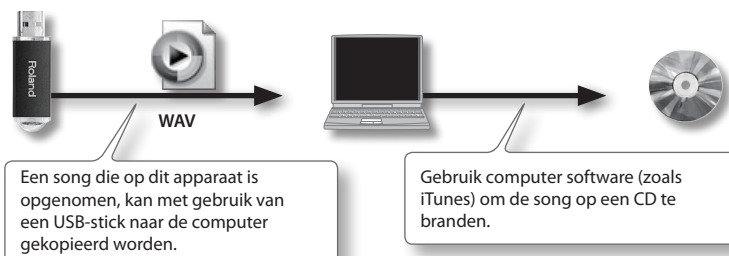 Roland
WAV
Een song die op dit apparaat is
opgenomen, kan met gebruik van
een USB-stick naar de computer
gekopieerd worden.
Gebruik computer software (zoals
iTunes) om de song op een CD te
branden.